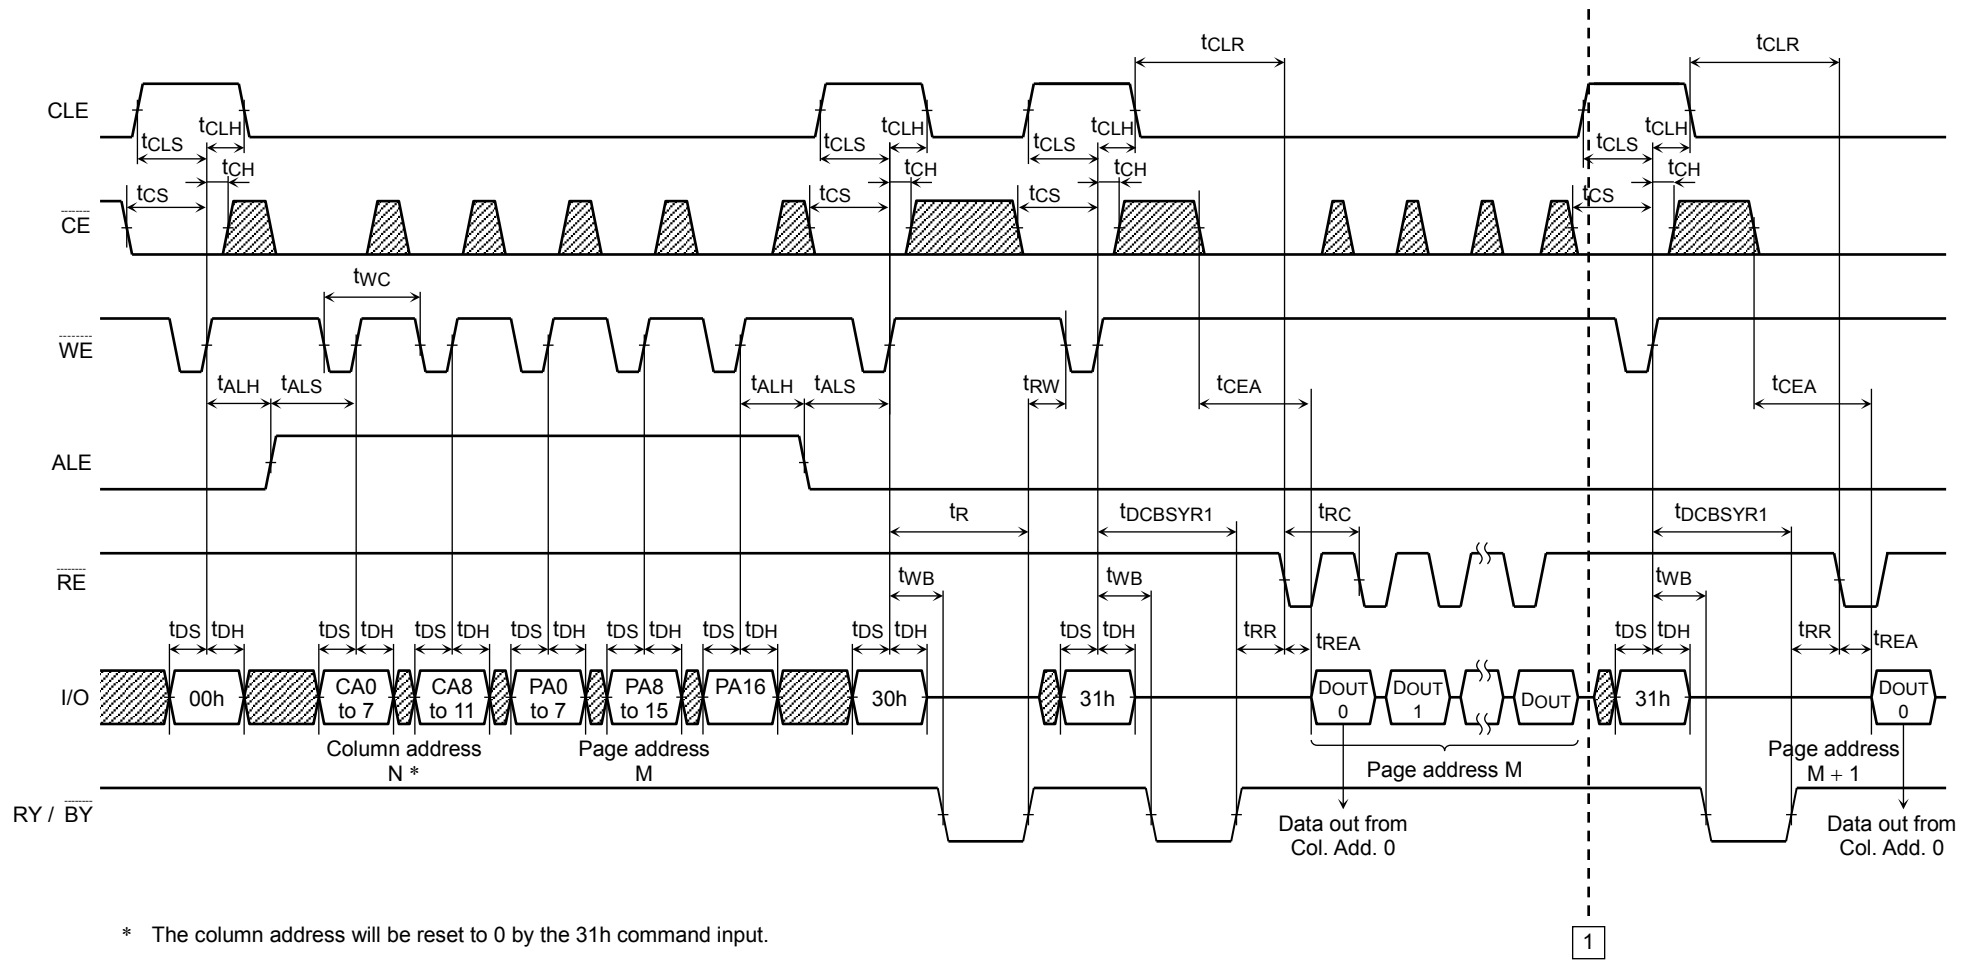 tCLR tCLR
CLE
tCLS tCLH tCLS tCLH tCLS tCLH tCLS tCLH
tCS tCH tCS tCH tCS tCH tCS tCH
CE
tWC
WE
tALH tALS tALH tALS tRW tCEA tCEA
ALE
tR tDCBSYR1 tRC tDCBSYR1
RE
tWB tWB tWB
tDS tDH tDS tDH tDS tDH tDS tDH tDS tDH tDS tDH tDS tDH tDS tDH tRR tREA tDS tDH tRR tREA
I/O 00h CA0 to 7 CA8 to 11 PA0 to 7 PA8 to 15 PA16 30h 31h DOUT 0 DOUT 1 DOUT 31h DOUT 0
Column address N * Page address M Page address M Page address M + 1
RY / BY
Data out from Col. Add. 0 Data out from Col. Add. 0
* The column address will be reset to 0 by the 31h command input.
1